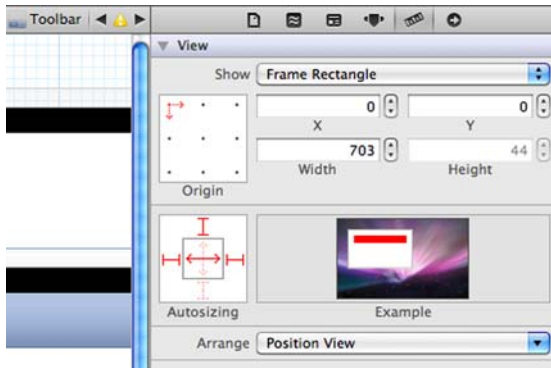 Toolbar
View
Show Frame Rectangle
0 0
X Y
703 44
Width Height
Origin
Autosizing Example
Arrange Position View